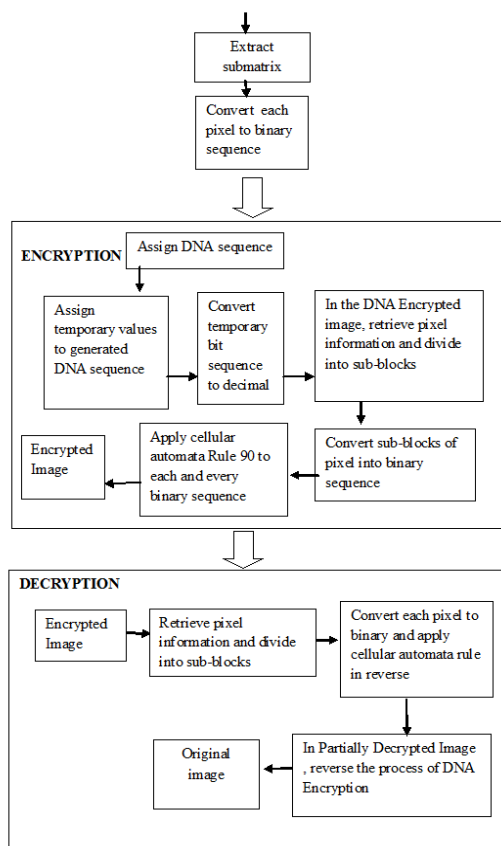 Extract
submatrix
Convert each
pixel to binary
sequence
ENCRYPTION
Assign DNA sequence
Assign
temporary values
to generated
DNA sequence
Convert
temporary
bit
sequence
to decimal
In the DNA Encrypted
image, retrieve pixel
information and divide
into sub-blocks
Convert sub-blocks
of pixel into binary
sequence
Apply cellular
automata Rule 90 to
each and every
binary sequence
Encrypted
Image
DECRYPTION
Encrypted
Image
Retrieve pixel
information and divide
into sub-blocks
Convert each pixel to
binary and apply
cellular automata rule
in reverse
In Partially Decrypted Image
, reverse the process of DNA
Encryption
Original
image